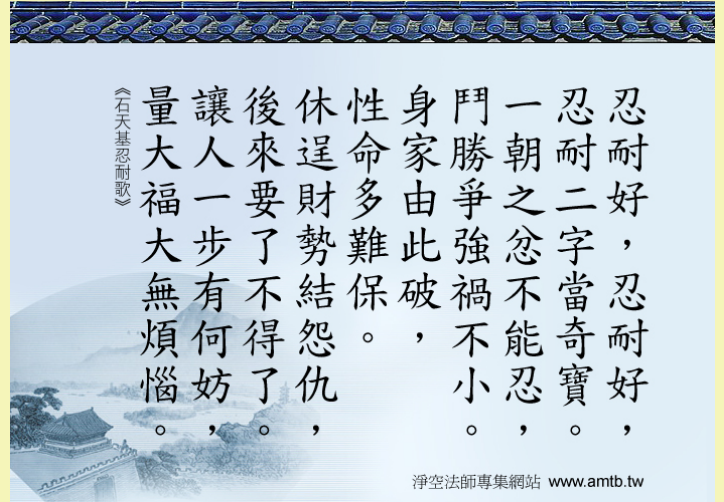 忍耐好，忍耐好，
忍耐二字當奇寶。
一朝之忿不能忍，
鬥勝爭強禍不小。
身家由此破，
性命多難保。
休逞財勢結怨仇，
後來要了不得了。
讓人一步有何妨，
量大福大無煩惱。
《石天基忍耐歌》
淨空法師專集網站 www.amtb.tw